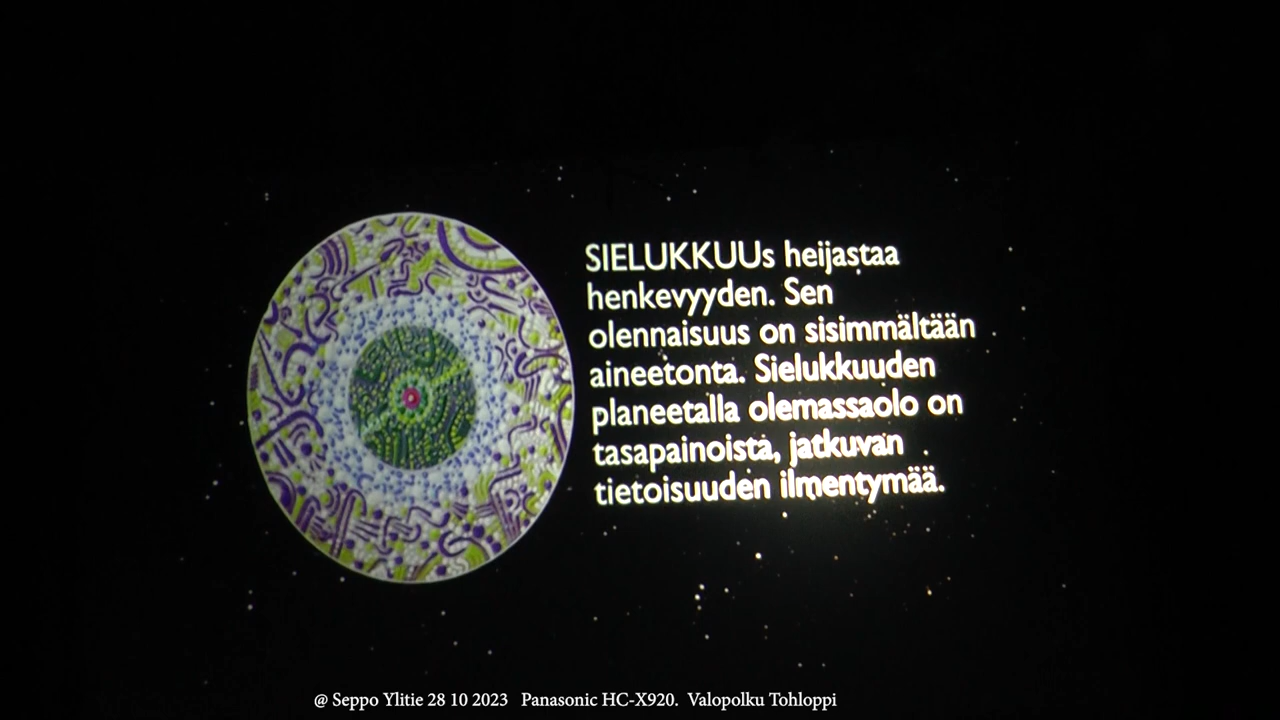 SIELUKKUUs heijastaa
henkevyyden. Sen
olennaisuus on sisimmältään
aineetonta. Sielukkuuden
planeetalla olemassaolo on
tasapainoista, jatkuvan
tietoisuuden ilmentymää.
@ Seppo Ylitie 28 10 2023 Panasonic HC-X920. Valopolku Tohloppi